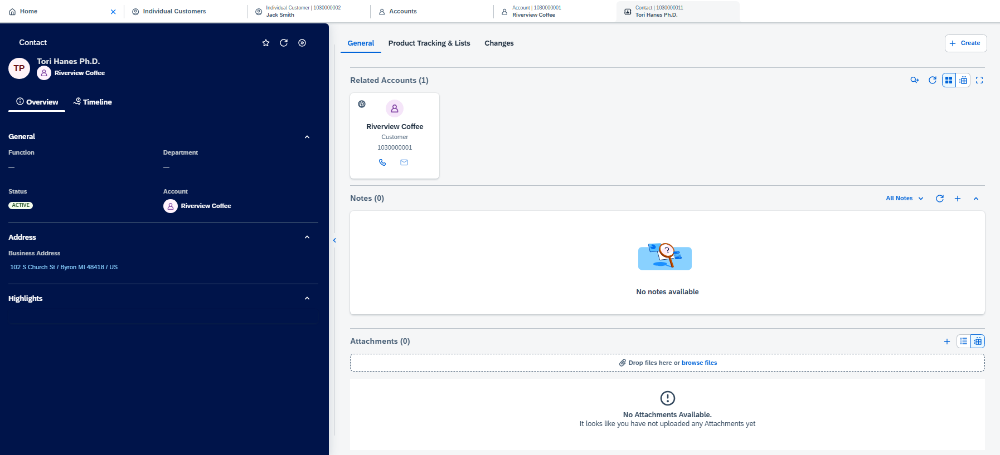 Home
Individual Customers
Individual Customer | 1030000002
Jack Smith
Accounts
Account | 1030000001
Riverview Coffee
Contact | 1030000011
Tori Hanes Ph.D.
Contact
TP
Tori Hanes Ph.D.
Riverview Coffee
Overview
Timeline
General
Function
Department
—
—
Status
Account
ACTIVE
Riverview Coffee
Address
Business Address
102 S Church St / Byron MI 48418 / US
Highlights
General
Product Tracking & Lists
Changes
Create
Related Accounts (1)
Riverview Coffee
Customer
1030000001
Notes (0)
All Notes
?
No notes available
Attachments (0)
Drop files here or browse files
No Attachments Available.
It looks like you have not uploaded any Attachments yet